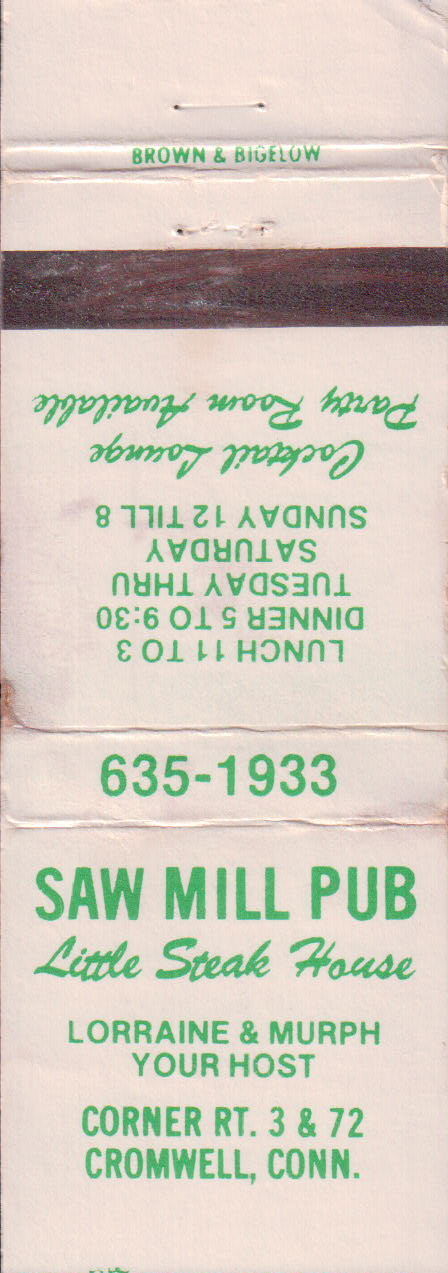 BROWN & BIGELOW
LUNCH 11 TO 3
DINNER 5 TO 9:30
TUESDAY THRU
SATURDAY
SUNDAY 12 TILL 8
Cocktail Lounge
Party Room Available
635-1933
SAW MILL PUB
Little Steak House
LORRAINE & MURPH
YOUR HOST
CORNER RT. 3 & 72
CROMWELL, CONN.